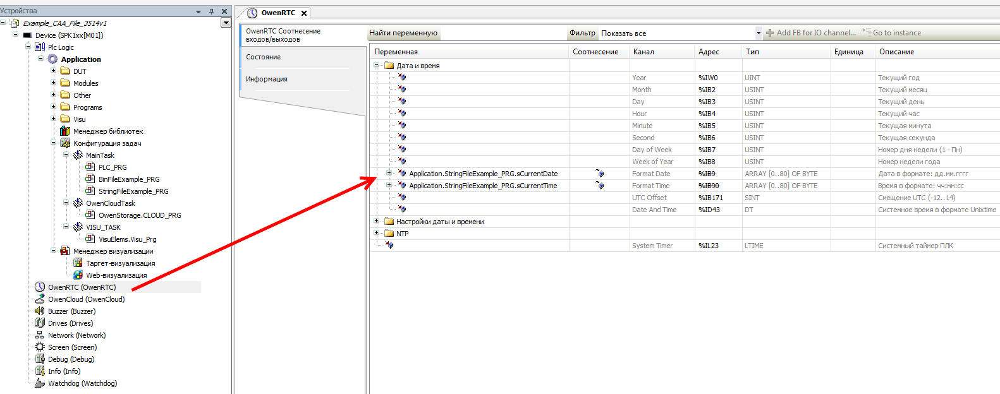 Устройства
Example_CAA_File_3514v1
Device (SPK1xx[M01])
Plc Logic
Application
DUT
Modules
Other
Programs
Visu
Менеджер библиотек
Конфигурация задач
MainTask
PLC_PRG
BinFileExample_PRG
StringFileExample_PRG
OwenCloudTask
OwenStorage.CLOUD_PRG
VISU_TASK
VisuElems.Visu_Prg
Менеджер визуализации
Таргет-визуализация
Web-визуализация
OwenRTC (OwenRTC)
OwenCloud (OwenCloud)
Buzzer (Buzzer)
Drives (Drives)
Network (Network)
Screen (Screen)
Debug (Debug)
Info (Info)
Watchdog (Watchdog)
OwenRTC
OwenRTC Соотнесение
входов/выходов
Состояние
Информация
Найти переменную Фильтр Показать все Add FB for IO channel... Go to instance
Переменная Соотнесение Канал Адрес Тип Единица Описание
Дата и время
Year %IW0 UINT Текущий год
Month %IB2 USINT Текущий месяц
Day %IB3 USINT Текущий день
Hour %IB4 USINT Текущий час
Minute %IB5 USINT Текущая минута
Second %IB6 USINT Текущая секунда
Day of Week %IB7 USINT Номер дня недели (1 - Пн)
Week of Year %IB8 USINT Номер недели года
Application.StringFileExample_PRG.sCurrentDate Format Date %IB9 ARRAY [0..80] OF BYTE Дата в формате: дд.мм.гггг
Application.StringFileExample_PRG.sCurrentTime Format Time %IB90 ARRAY [0..80] OF BYTE Время в формате: чч:мм:сс
UTC Offset %IB171 SINT Смещение UTC (-12..14)
Date And Time %ID43 DT Системное время в формате Unixtime
Настройки даты и времени
NTP
System Timer %IL23 LTIME Системный таймер ПЛК